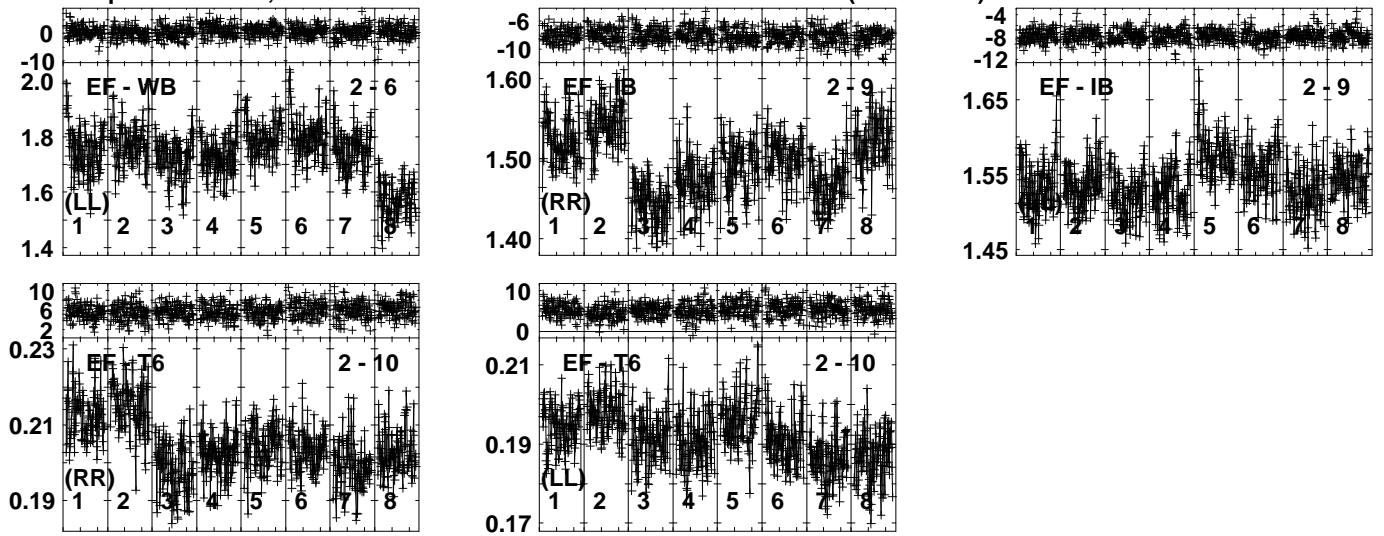 0
-10
2.0
EF - WB 2 - 6
1.8
1.6
(LL)
1 2 3 4 5 6 7 8
1.4
-6
-10
1.60
EF - IB 2 - 9
1.50
(RR)
1 2 3 4 5 6 7 8
1.40
-4
-8
-12
1.65
EF - IB 2 - 9
1.55
1 2 3 4 5 6 7 8
1.45
10
6
2
0.23
EF - T6 2 - 10
0.21
(RR)
1 2 3 4 5 6 7 8
0.19
10
0
0.21
EF - T6 2 - 10
0.19
(LL)
1 2 3 4 5 6 7 8
0.17